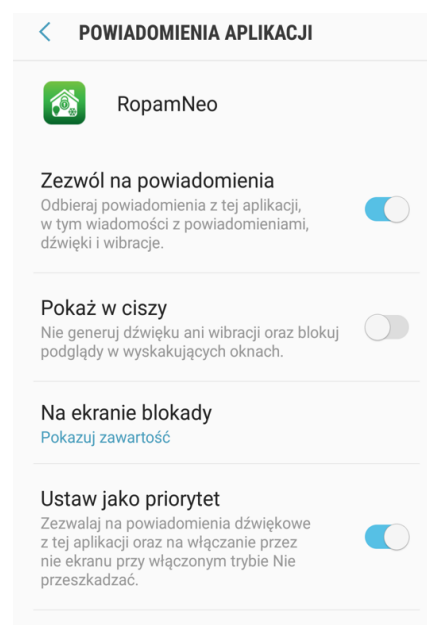 POWIADOMIENIA APLIKACJI
RopamNeo
Zezwól na powiadomienia
Odbieraj powiadomienia z tej aplikacji,
w tym wiadomości z powiadomieniami,
dźwięki i wibracje.
Pokaż w ciszy
Nie generuj dźwięku ani wibracji oraz blokuj
podglądy w wyskakujących oknach.
Na ekranie blokady
Pokazuj zawartość
Ustaw jako priorytet
Zezwalaj na powiadomienia dźwiękowe
z tej aplikacji oraz na włączanie przez
nie ekranu przy włączonym trybie Nie
przeszkadzać.